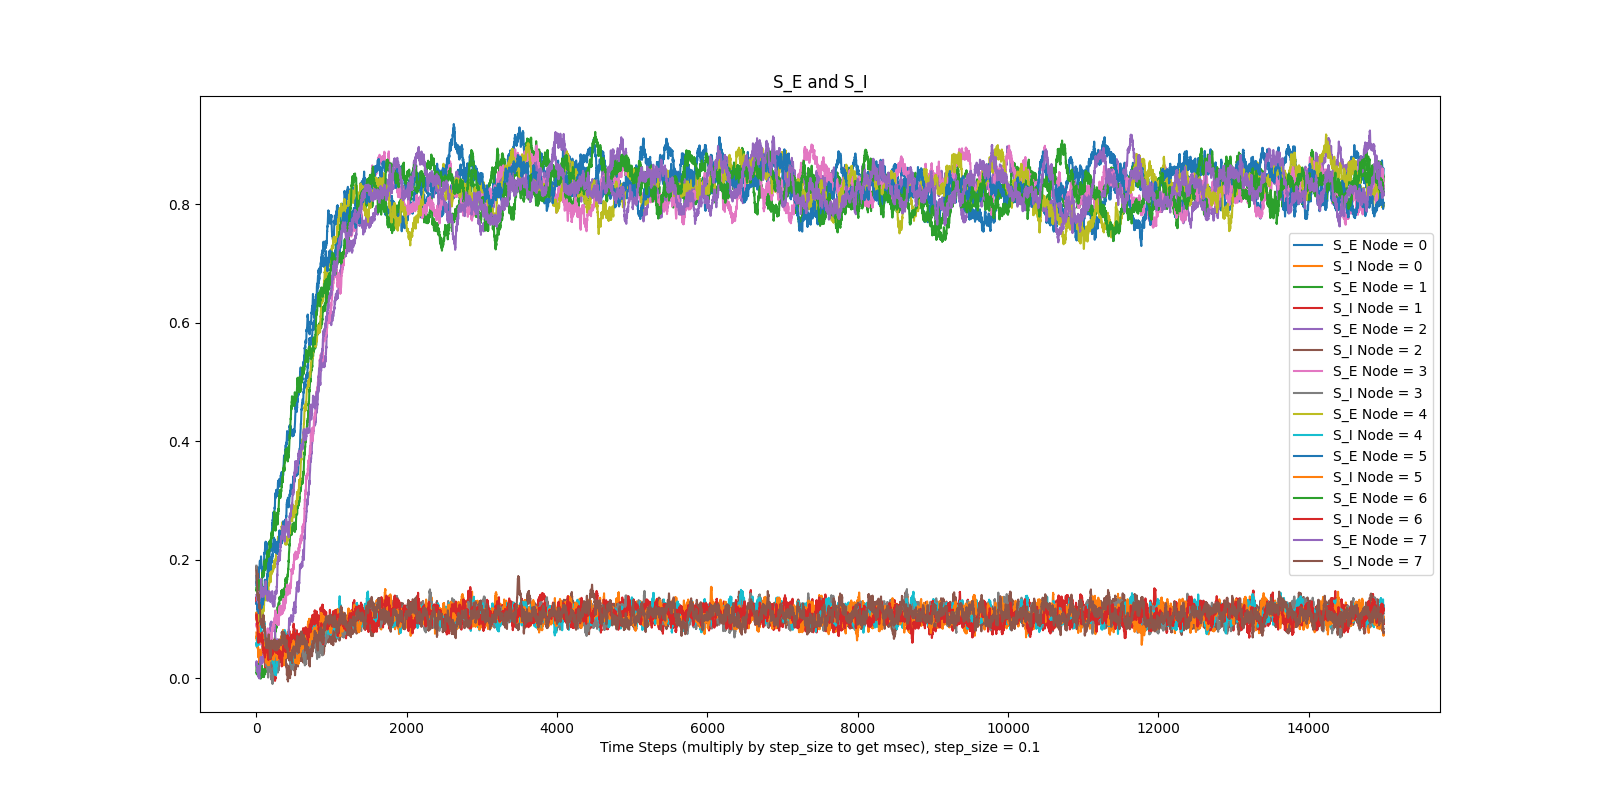 S_E and S_I
0.8
0.6
0.4
0.2
0.0
0 2000 4000 6000 8000 10000 12000 14000
Time Steps (multiply by step_size to get msec), step_size = 0.1
S_E Node = 0
S_I Node = 0
S_E Node = 1
S_I Node = 1
S_E Node = 2
S_I Node = 2
S_E Node = 3
S_I Node = 3
S_E Node = 4
S_I Node = 4
S_E Node = 5
S_I Node = 5
S_E Node = 6
S_I Node = 6
S_E Node = 7
S_I Node = 7